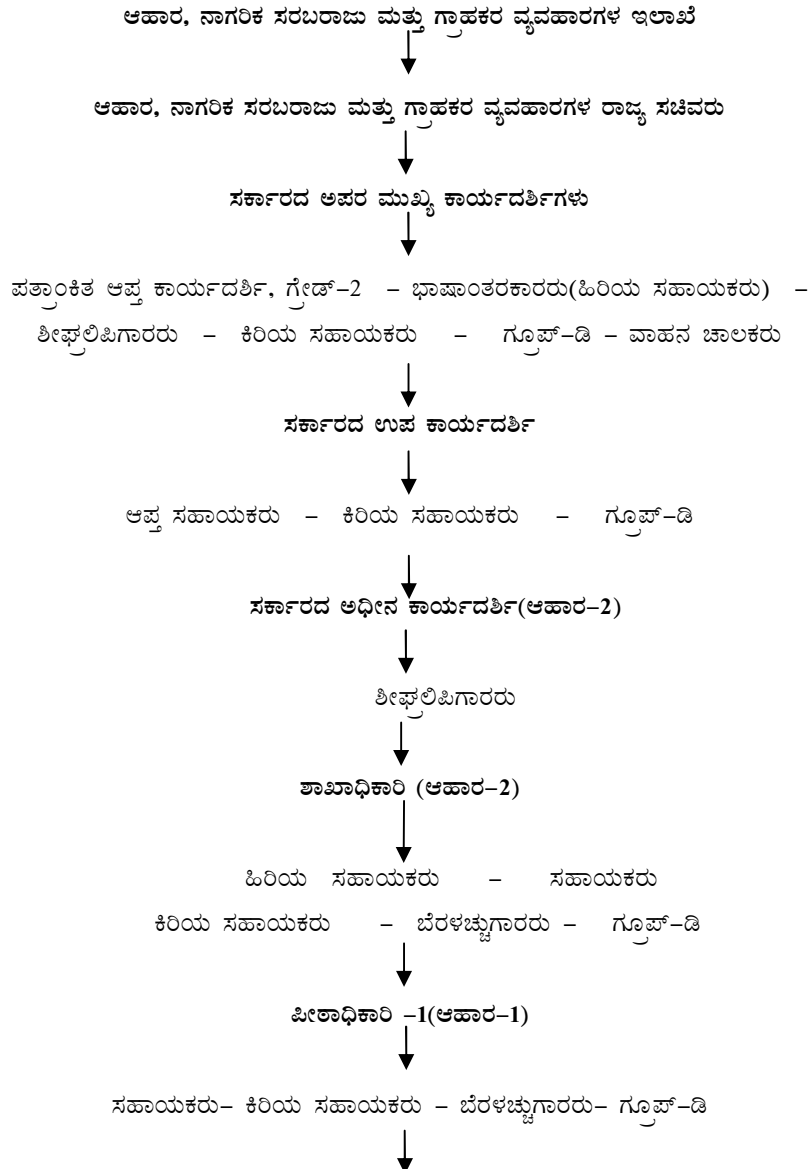 ಆಹಾರ, ನಾಗರಿಕ ಸರಬರಾಜು ಮತ್ತು ಗ್ರಾಹಕರ ವ್ಯವಹಾರಗಳ ಇಲಾಖೆ
ಆಹಾರ, ನಾಗರಿಕ ಸರಬರಾಜು ಮತ್ತು ಗ್ರಾಹಕರ ವ್ಯವಹಾರಗಳ ರಾಜ್ಯ ಸಚಿವರು
ಸರ್ಕಾರದ ಅಪರ ಮುಖ್ಯ ಕಾರ್ಯದರ್ಶಿಗಳು
ಪತ್ರಾಂಕಿತ ಆಪ್ತ ಕಾರ್ಯದರ್ಶಿ, ಗ್ರೇಡ್–2 – ಭಾಷಾಂತರಕಾರರು(ಹಿರಿಯ ಸಹಾಯಕರು) –
ಶೀಘ್ರಲಿಪಿಗಾರರು – ಕಿರಿಯ ಸಹಾಯಕರು – ಗ್ರೂಪ್–ಡಿ – ವಾಹನ ಚಾಲಕರು
ಸರ್ಕಾರದ ಉಪ ಕಾರ್ಯದರ್ಶಿ
ಆಪ್ತ ಸಹಾಯಕರು – ಕಿರಿಯ ಸಹಾಯಕರು – ಗ್ರೂಪ್–ಡಿ
ಸರ್ಕಾರದ ಅಧೀನ ಕಾರ್ಯದರ್ಶಿ(ಆಹಾರ–2)
ಶೀಘ್ರಲಿಪಿಗಾರರು
ಶಾಖಾಧಿಕಾರಿ (ಆಹಾರ–2)
ಹಿರಿಯ ಸಹಾಯಕರು – ಸಹಾಯಕರು
ಕಿರಿಯ ಸಹಾಯಕರು – ಬೆರಳಚ್ಚುಗಾರರು – ಗ್ರೂಪ್–ಡಿ
ಪೀಠಾಧಿಕಾರಿ –1(ಆಹಾರ–1)
ಸಹಾಯಕರು– ಕಿರಿಯ ಸಹಾಯಕರು – ಬೆರಳಚ್ಚುಗಾರರು– ಗ್ರೂಪ್–ಡಿ